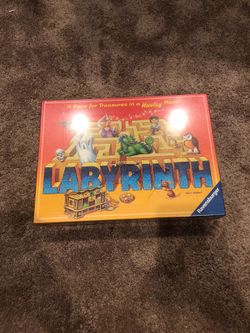 A Race for Treasures in a Moving Maze!
LABYRINTH
Ravensburger